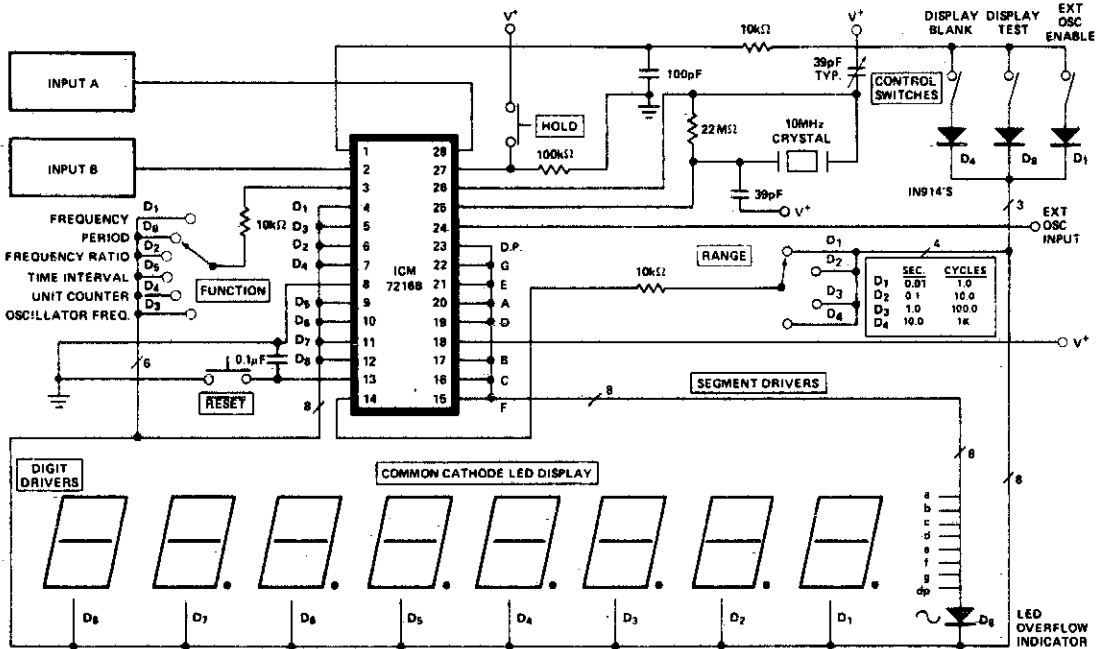 V+
V+
DISPLAY BLANK
DISPLAY TEST
EXT OSC ENABLE
10kΩ
INPUT A
100pF
39pF TYP.
CONTROL SWITCHES
HOLD
22MΩ
10MHz CRYSTAL
INPUT B
100kΩ
D4
D8
D1
IN914'S
39pF
V+
3
1
28
2
27
3
26
4
25
5
24
6
23
7
22
8
21
9
20
10
19
11
18
12
17
13
16
14
15
ICM
7216B
FREQUENCY
D1
PERIOD
D8
FREQUENCY RATIO
D2
TIME INTERVAL
D5
UNIT COUNTER
D4
OSCILLATOR FREQ.
D3
FUNCTION
10kΩ
D1
D3
D2
D4
D5
D6
D7
D8
D.P.
G
E
A
D
B
C
F
EXT OSC INPUT
RANGE
10kΩ
D1
D2
D3
D4
4
SEC. CYCLES
D1 0.01 1.0
D2 0.1 10.0
D3 1.0 100.0
D4 10.0 1K
V+
0.1μF
6
RESET
8
SEGMENT DRIVERS
8
8
8
DIGIT DRIVERS
COMMON CATHODE LED DISPLAY
a
b
c
d
e
f
g
dp
D8
D7
D6
D5
D4
D3
D2
D1
D8
LED OVERFLOW INDICATOR